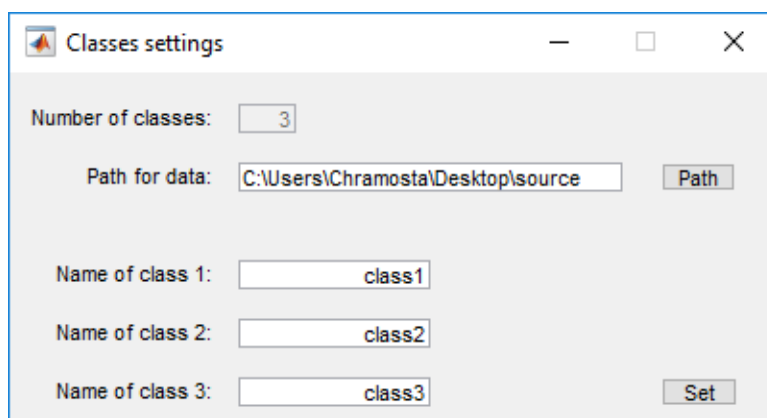 Classes settings
Number of classes: 3
Path for data: C:\Users\Chramosta\Desktop\source Path
Name of class 1: class1
Name of class 2: class2
Name of class 3: class3 Set